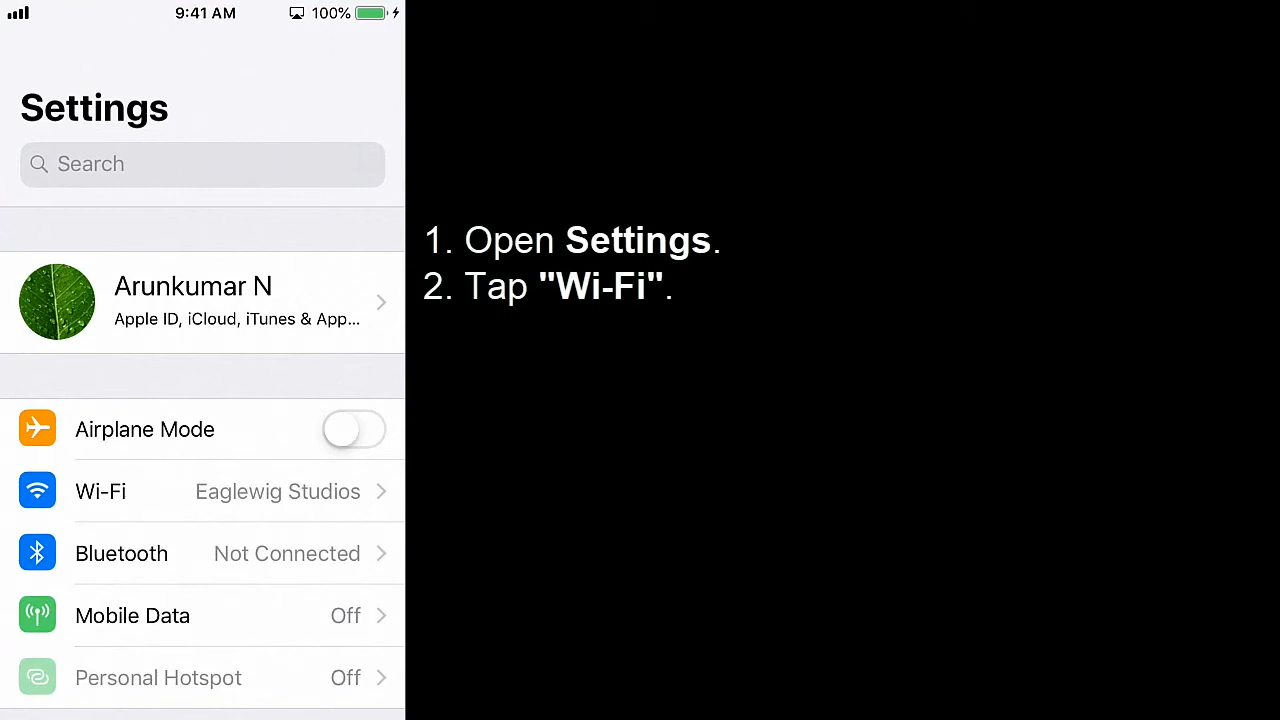 9:41 AM 100%
Settings
Search
Arunkumar N
Apple ID, iCloud, iTunes & App...
Airplane Mode
Wi-Fi Eaglewig Studios
Bluetooth Not Connected
Mobile Data Off
Personal Hotspot Off
1. Open Settings.
2. Tap "Wi-Fi".